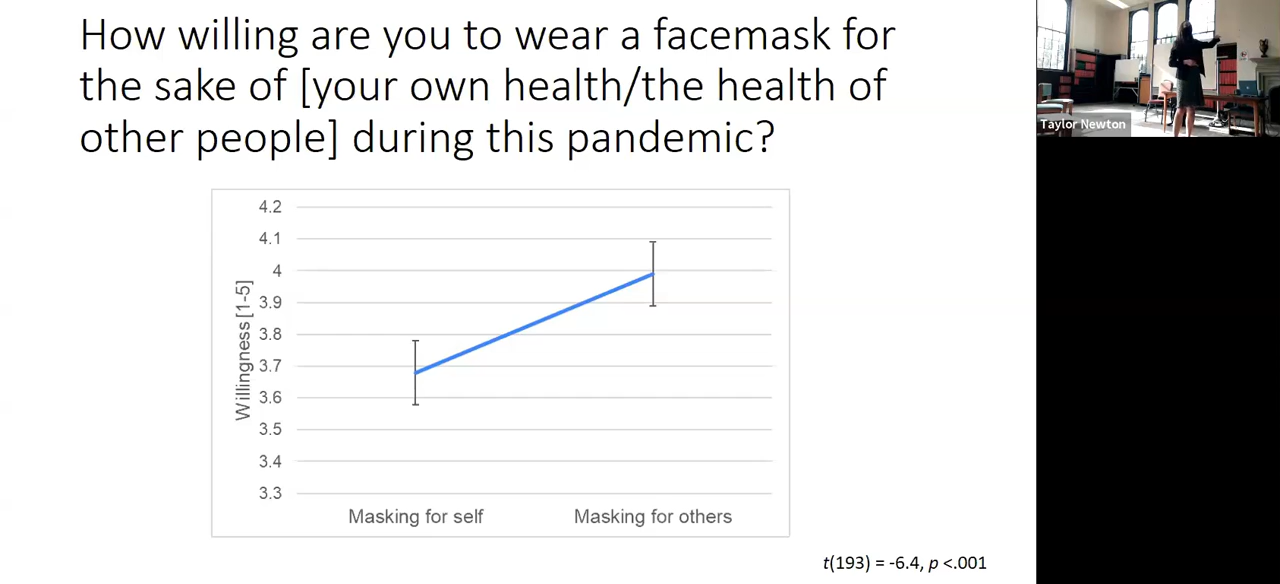 How willing are you to wear a facemask for
the sake of [your own health/the health of
other people] during this pandemic?
Taylor Newton
4.2
4.1
4
3.9
3.8
3.7
3.6
3.5
3.4
3.3
Willingness [1-5]
Masking for self
Masking for others
t(193) = -6.4, p <.001